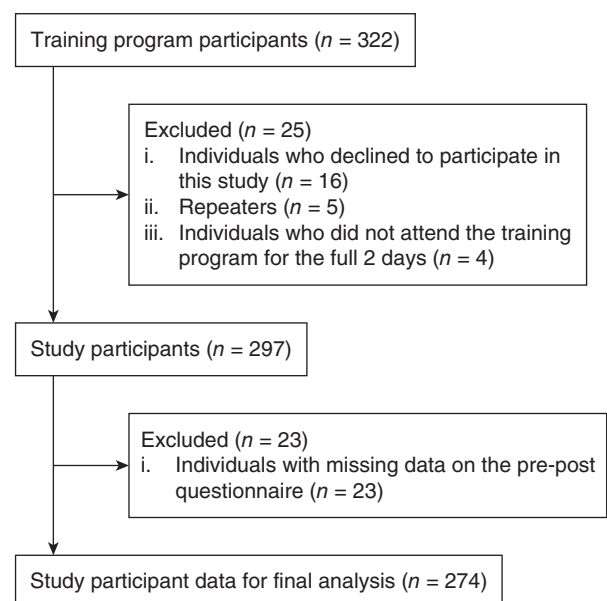 Training program participants (n = 322)
Excluded (n = 25)
i. Individuals who declined to participate in
this study (n = 16)
ii. Repeaters (n = 5)
iii. Individuals who did not attend the training
program for the full 2 days (n = 4)
Study participants (n = 297)
Excluded (n = 23)
i. Individuals with missing data on the pre-post
questionnaire (n = 23)
Study participant data for final analysis (n = 274)